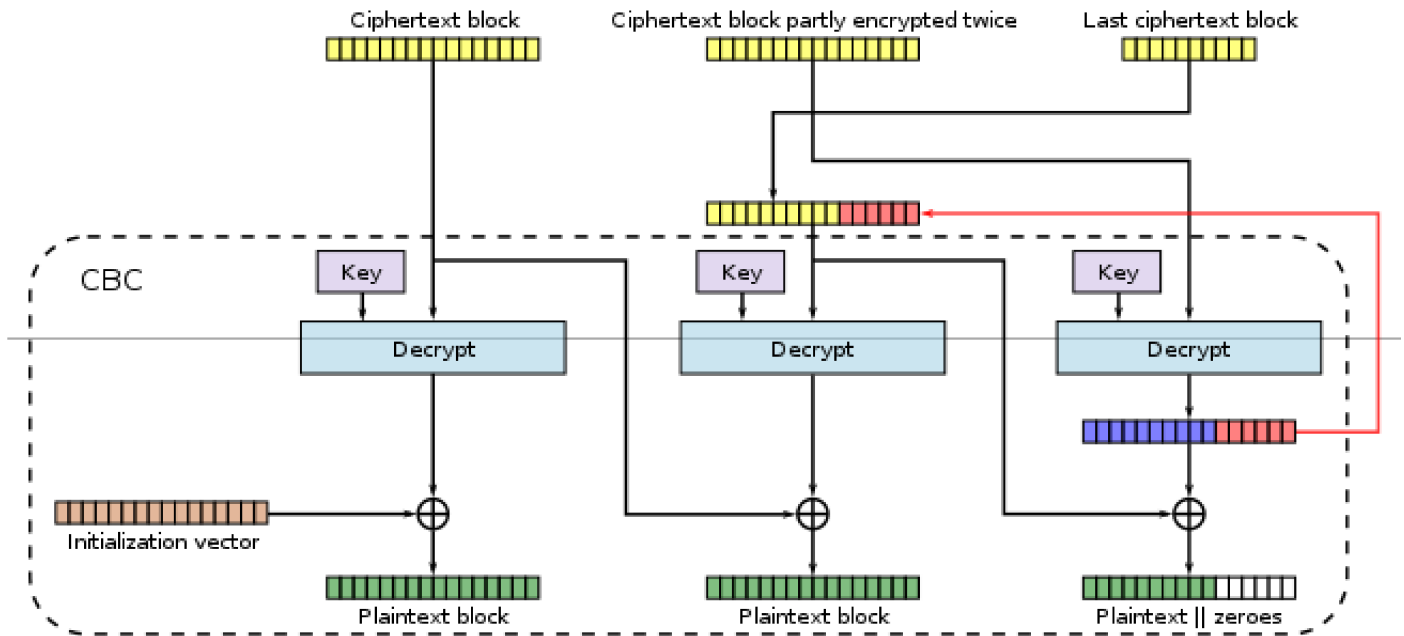 Ciphertext block
Ciphertext block partly encrypted twice
Last ciphertext block
CBC
Key
Key
Key
Decrypt
Decrypt
Decrypt
Initialization vector
Plaintext block
Plaintext block
Plaintext || zeroes